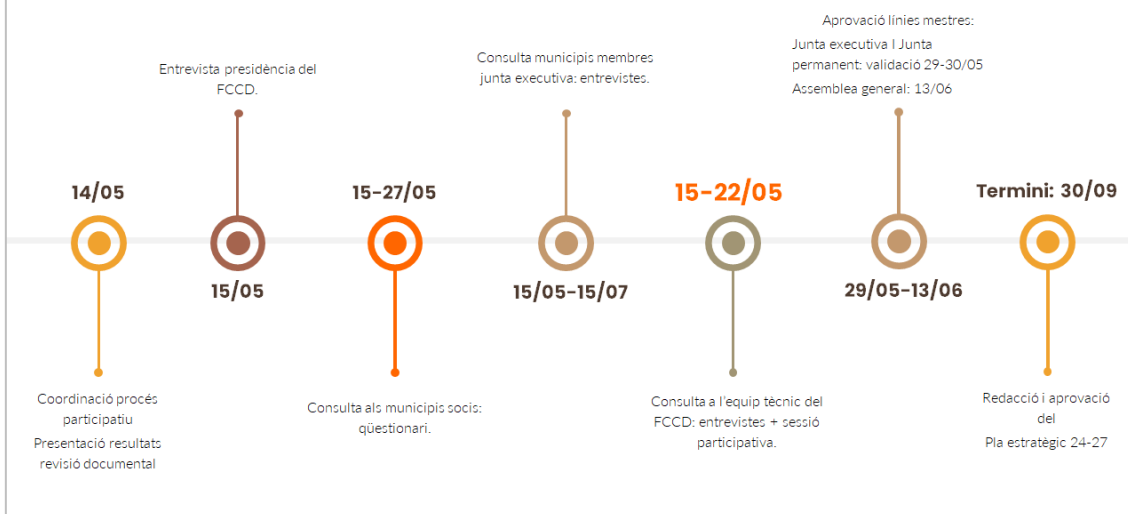 14/05
Coordinació procés
participatiu
Presentació resultats
revisió documental
Entrevista presidència del
FCCD.
15/05
15-27/05
Consulta als municipis socis:
qüestionari.
Consulta municipis membres
junta executiva: entrevistes.
15/05-15/07
15-22/05
Consulta a l'equip tècnic del
FCCD: entrevistes + sessió
participativa.
Aprovació línies mestres:
Junta executiva I Junta
permanent: validació 29-30/05
Assemblea general: 13/06
29/05-13/06
Termini: 30/09
Redacció i aprovació
del
Pla estratègic 24-27